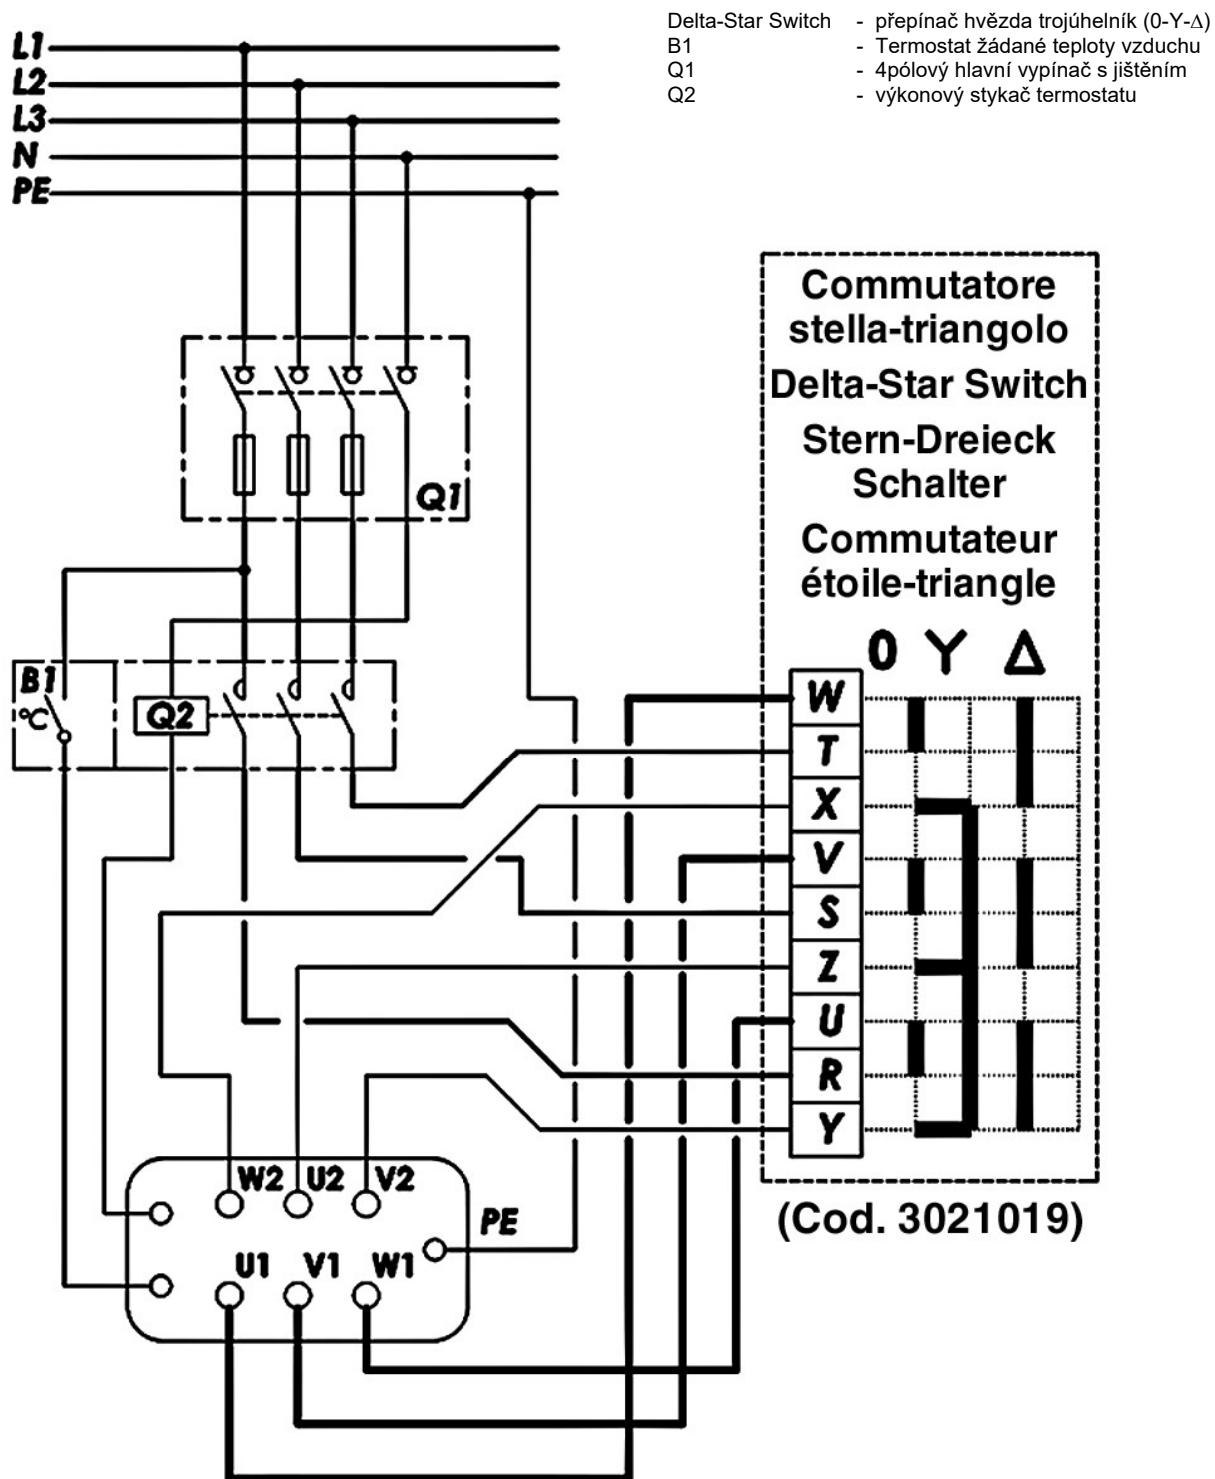 Delta-Star Switch - přepínač hvězda trojúhelník (0-Y-Δ)
B1 - Termostat žádané teploty vzduchu
Q1 - 4pólový hlavní vypínač s jištěním
Q2 - výkonový stykač termostatu
L1
L2
L3
N
PE
Commutatore
stella-triangolo
Delta-Star Switch
Stern-Dreieck
Schalter
Commutateur
étoile-triangle
Q1
0 Y Δ
B1
°C
Q2
W
T
X
V
S
Z
U
R
Y
W2 U2 V2
PE
U1 V1 W1
(Cod. 3021019)